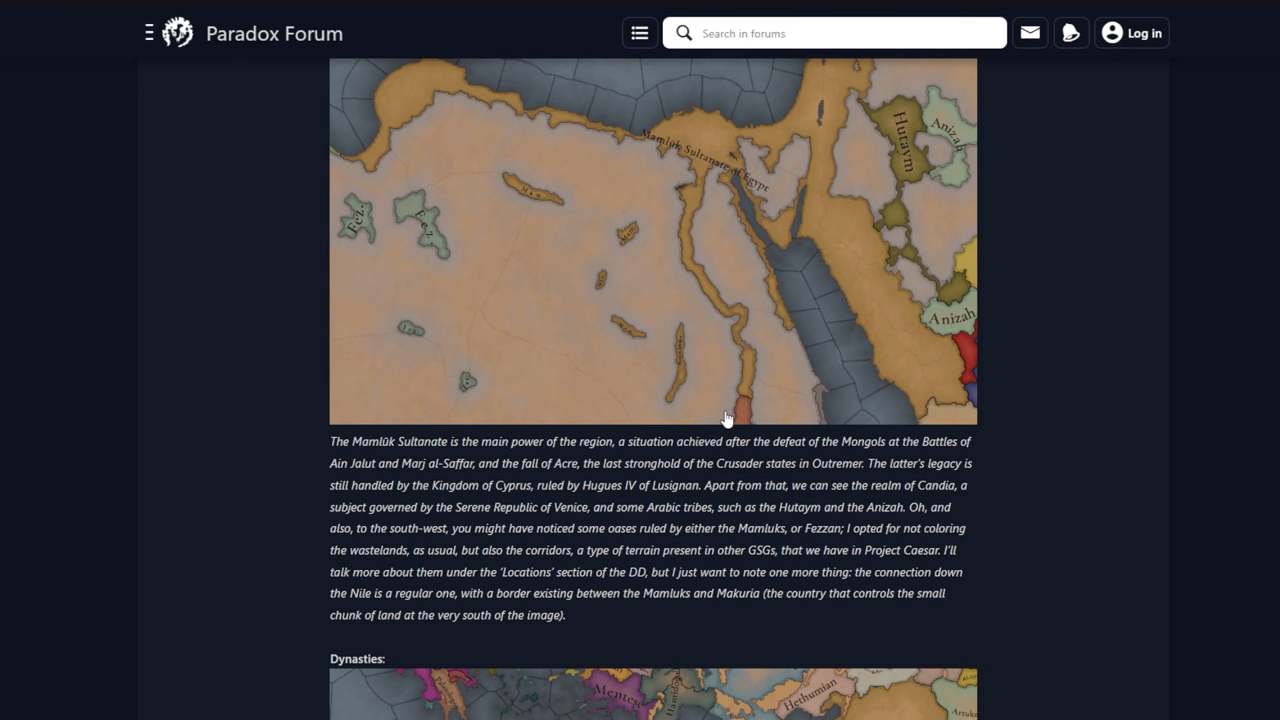 Paradox Forum
Search in forums
Log in
Mamlûk Sultanate of Egypt
Huraym
Anizah
Fez.
Anizah
The Mamlûk Sultanate is the main power of the region, a situation achieved after the defeat of the Mongols at the Battles of
Ain Jalut and Marj al-Saffar, and the fall of Acre, the last stronghold of the Crusader states in Outremer. The latter's legacy is
still handled by the Kingdom of Cyprus, ruled by Hugues IV of Lusignan. Apart from that, we can see the realm of Candia, a
subject governed by the Serene Republic of Venice, and some Arabic tribes, such as the Hutaym and the Anizah. Oh, and
also, to the south-west, you might have noticed some oases ruled by either the Mamluks, or Fezzan; I opted for not coloring
the wastelands, as usual, but also the corridors, a type of terrain present in other GSGs, that we have in Project Caesar. I'll
talk more about them under the 'Locations' section of the DD, but I just want to note one more thing: the connection down
the Nile is a regular one, with a border existing between the Mamluks and Makuria (the country that controls the small
chunk of land at the very south of the image).
Dynasties:
Menteşe
Hethumian